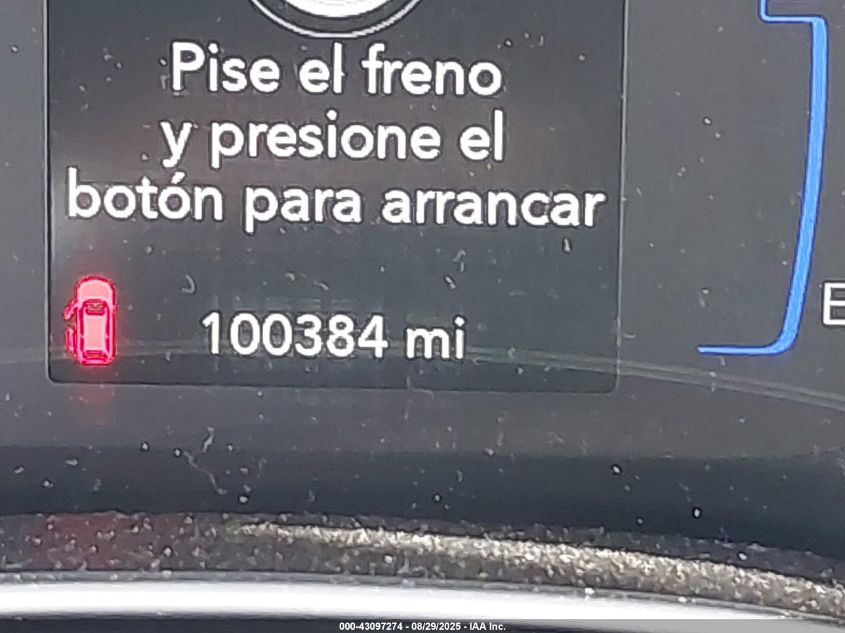 Pise el freno
y presione el
botón para arrancar
100384 mi
E
000-43097274 - 08/29/2025 - IAA Inc.